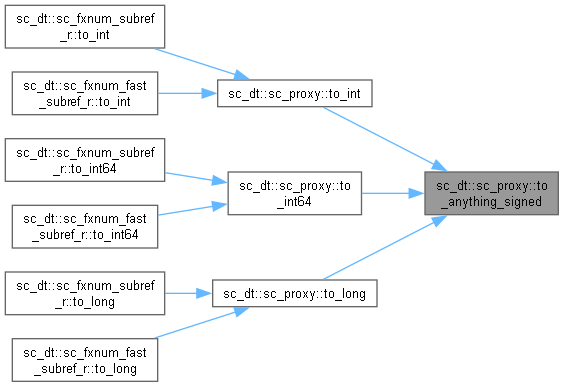 sc_dt::sc_fxnum_subref
_r::to_int
sc_dt::sc_fxnum_fast
_subref_r::to_int
sc_dt::sc_proxy::to_int
sc_dt::sc_fxnum_subref
_r::to_int64
sc_dt::sc_fxnum_fast
_subref_r::to_int64
sc_dt::sc_proxy::to
_int64
sc_dt::sc_proxy::to
_anything_signed
sc_dt::sc_fxnum_subref
_r::to_long
sc_dt::sc_fxnum_fast
_subref_r::to_long
sc_dt::sc_proxy::to_long